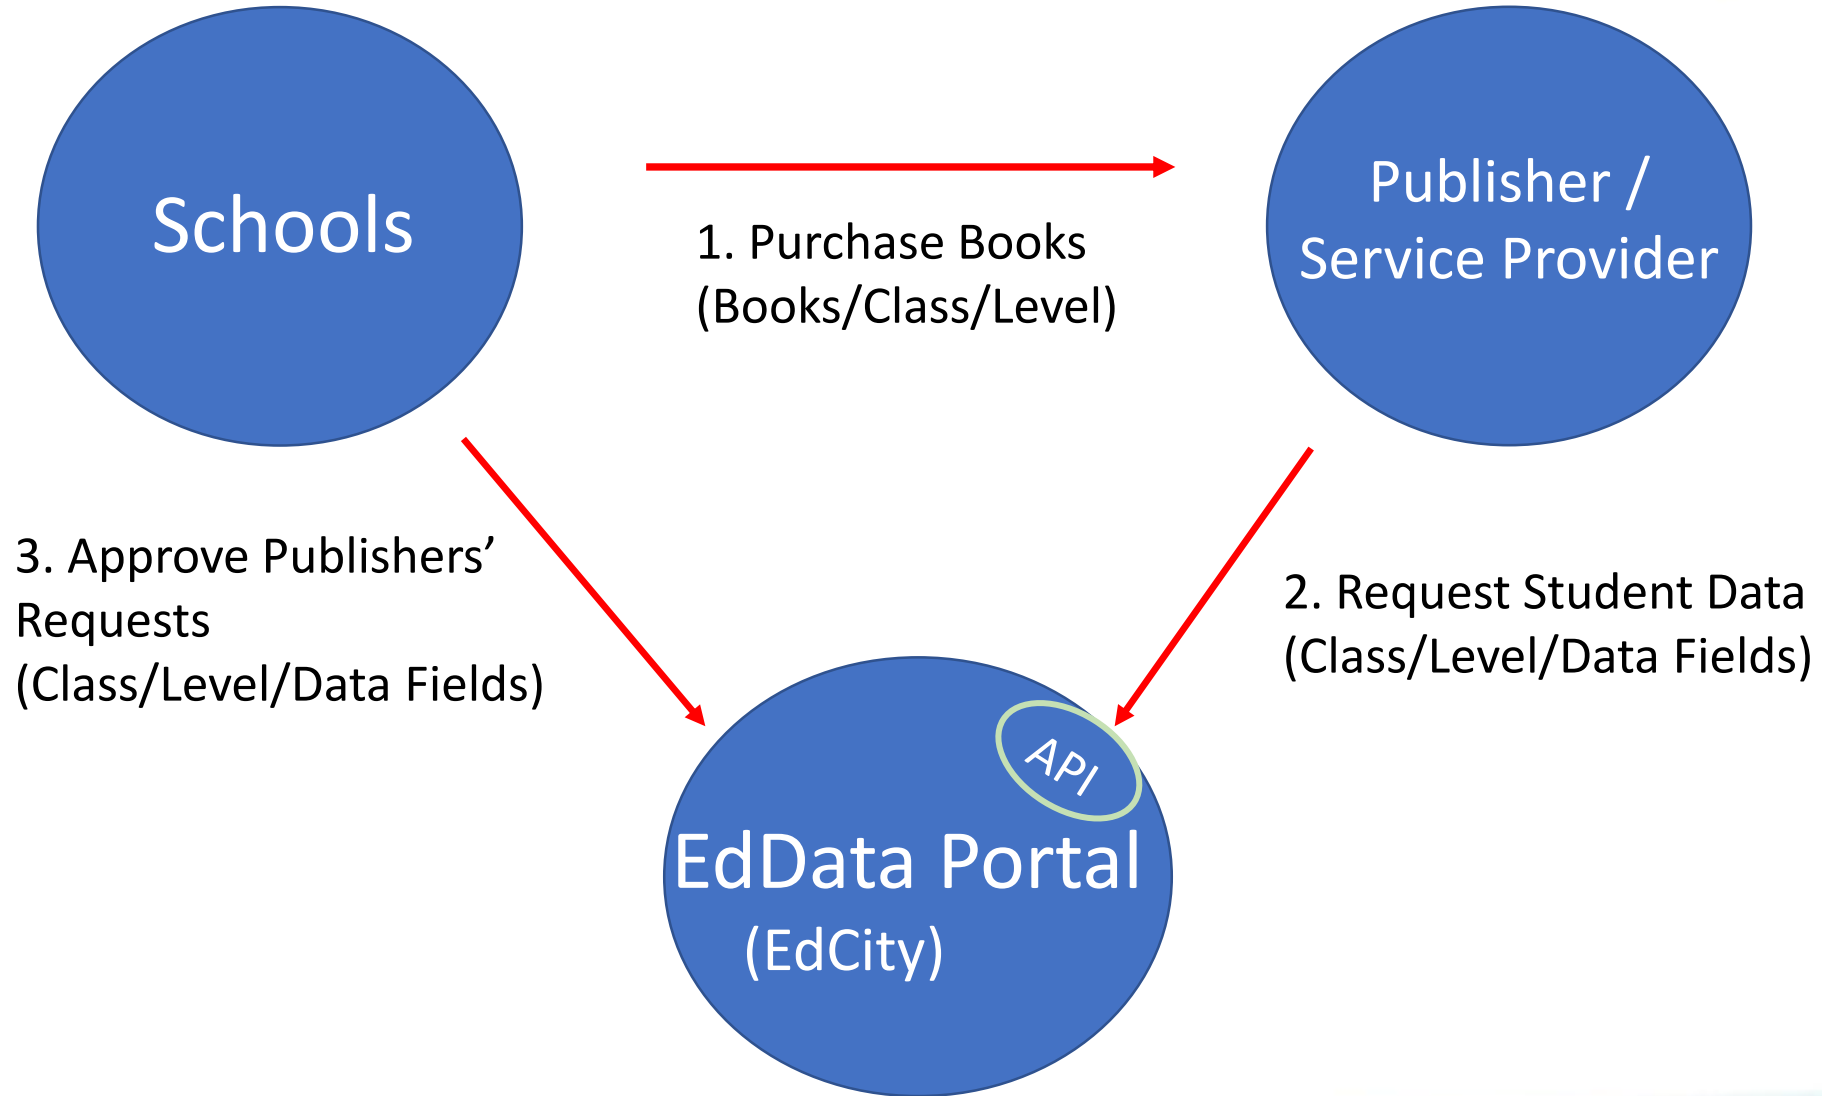 Schools
Publisher /
Service Provider
1. Purchase Books
(Books/Class/Level)
3. Approve Publishers’
Requests
(Class/Level/Data Fields)
2. Request Student Data
(Class/Level/Data Fields)
API
EdData Portal
(EdCity)